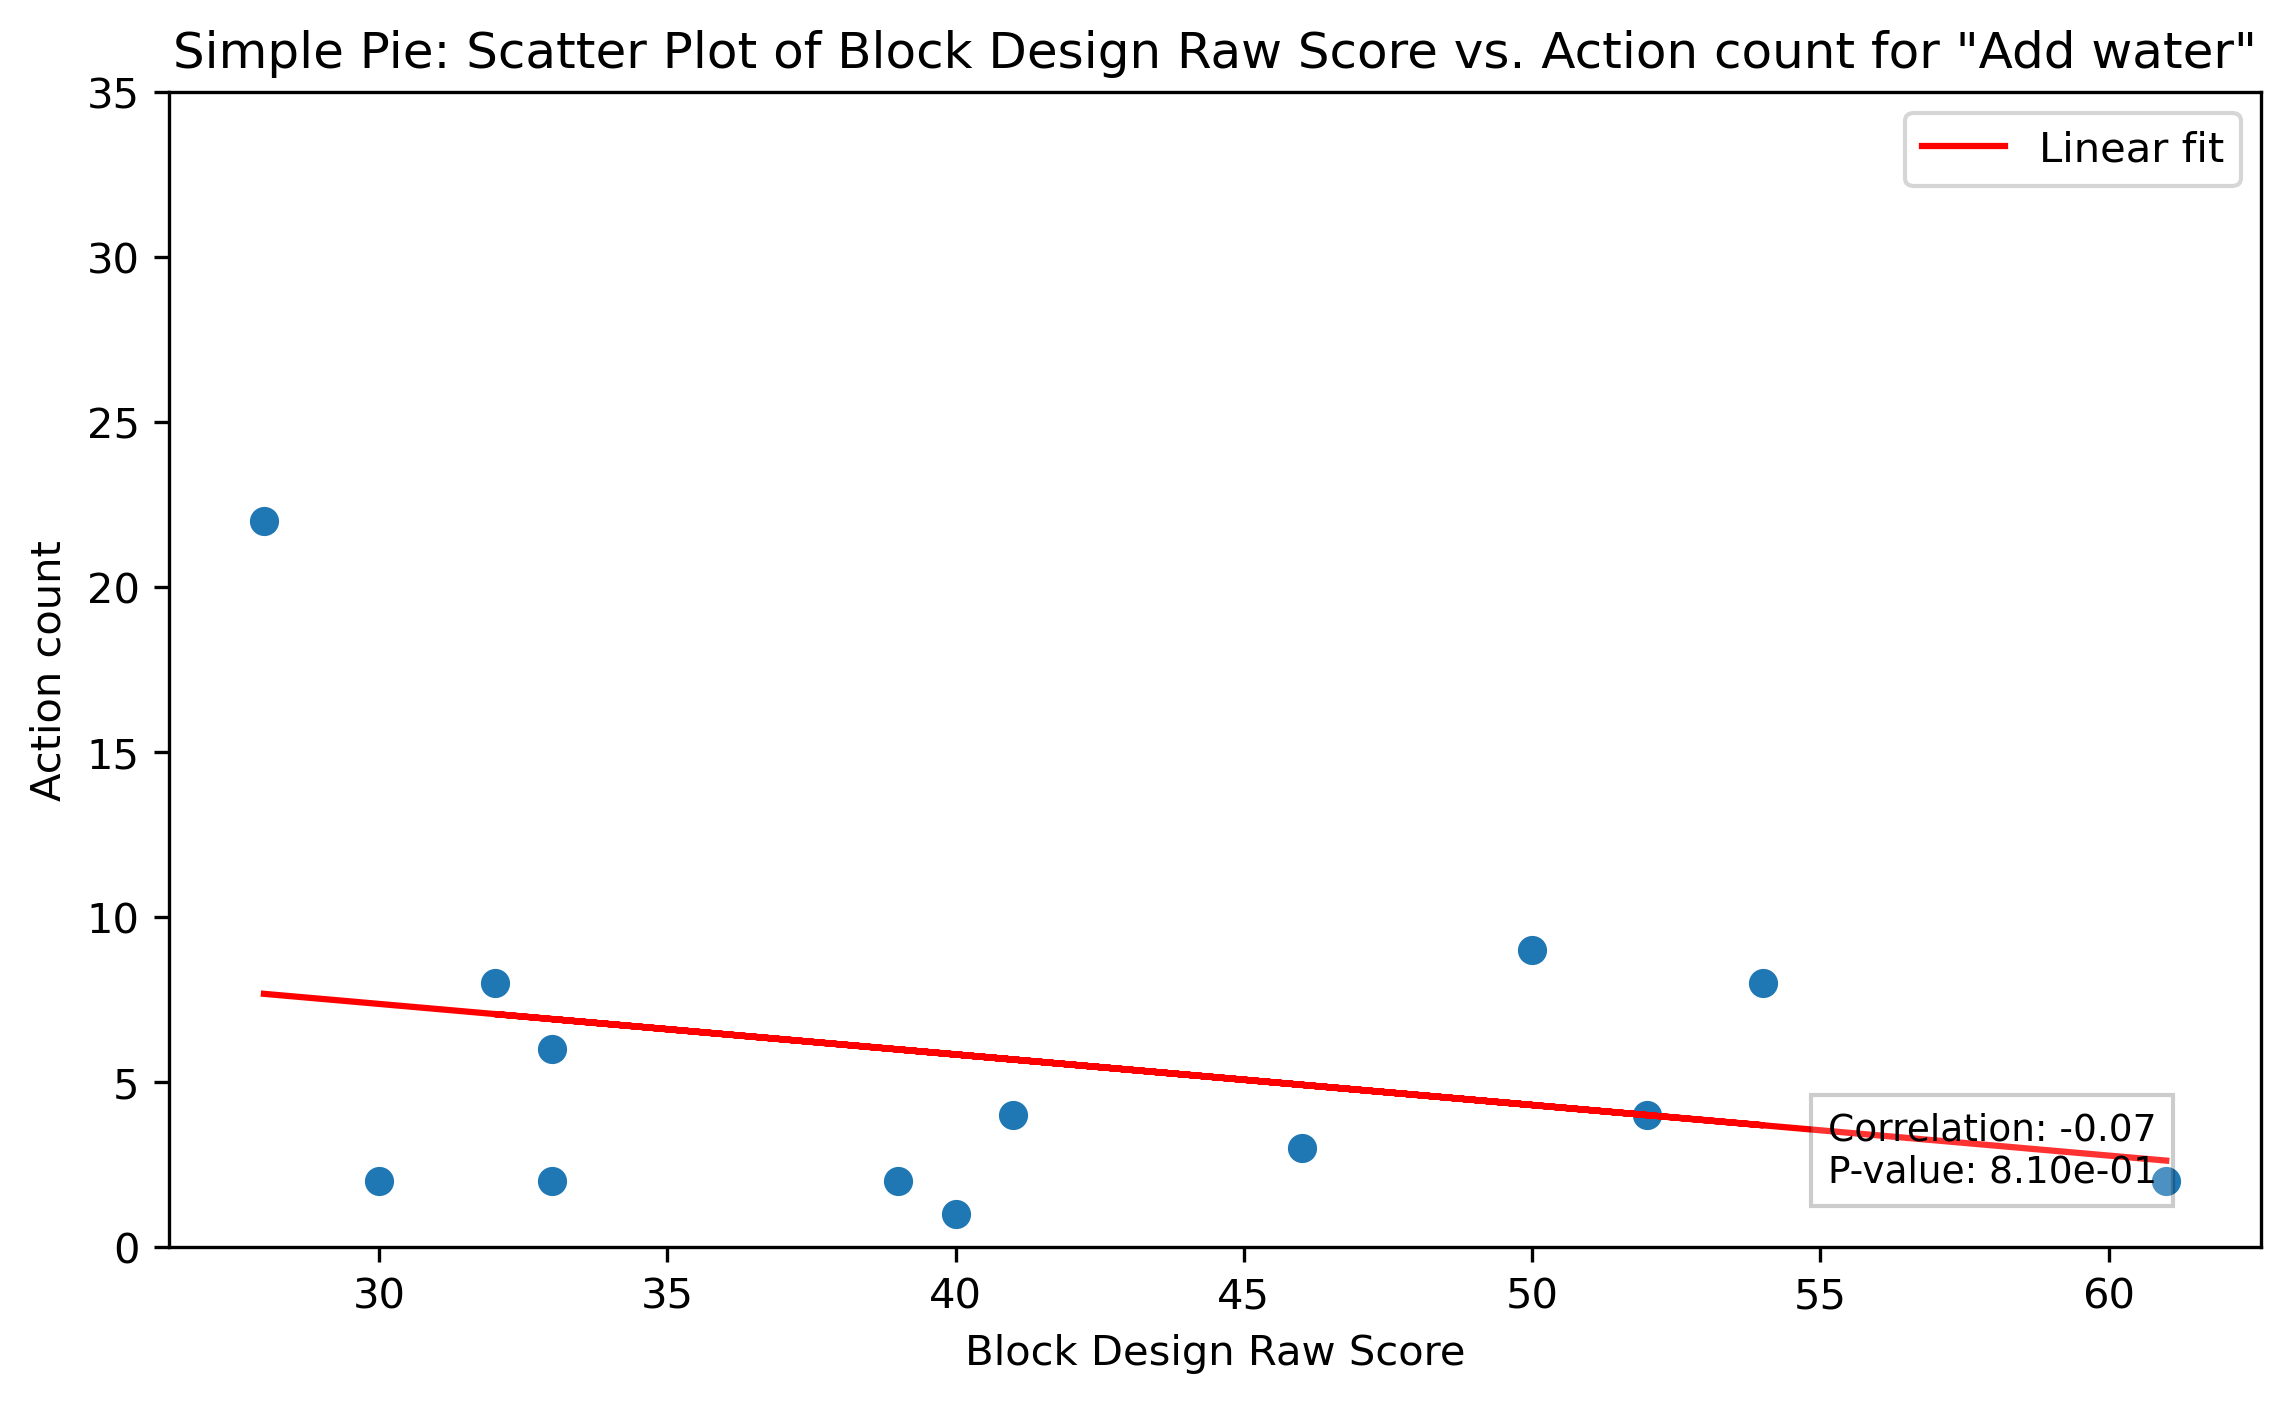 Simple Pie: Scatter Plot of Block Design Raw Score vs. Action count for "Add water"
35
30
25
20
15
10
5
0
Action count
Linear fit
Correlation: -0.07
P-value: 8.10e-01
30 35 40 45 50 55 60
Block Design Raw Score